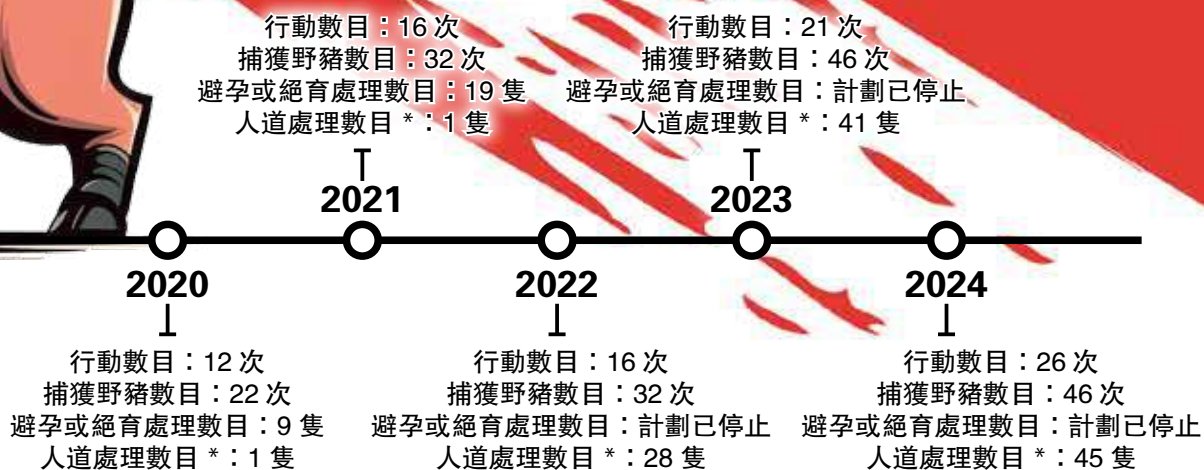 行動數目：16 次
捕獲野豬數目：32 次
避孕或絕育處理數目：19 隻
人道處理數目 *：1 隻
2021
行動數目：21 次
捕獲野豬數目：46 次
避孕或絕育處理數目：計劃已停止
人道處理數目 *：41 隻
2023
2020
行動數目：12 次
捕獲野豬數目：22 次
避孕或絕育處理數目：9 隻
人道處理數目 *：1 隻
2022
行動數目：16 次
捕獲野豬數目：32 次
避孕或絕育處理數目：計劃已停止
人道處理數目 *：28 隻
2024
行動數目：26 次
捕獲野豬數目：46 次
避孕或絕育處理數目：計劃已停止
人道處理數目 *：45 隻